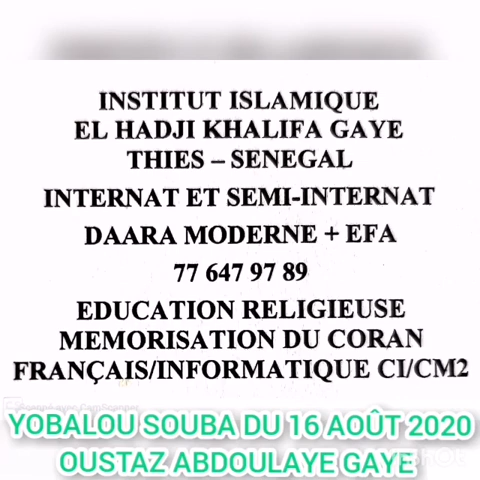 INSTITUT ISLAMIQUE
EL HADJI KHALIFA GAYE
THIES – SENEGAL
INTERNAT ET SEMI-INTERNAT
DAARA MODERNE + EFA
77 647 97 89
EDUCATION RELIGIEUSE
MEMORISATION DU CORAN
FRANÇAIS/INFORMATIQUE CI/CM2
YOBALOU SOUBA DU 16 AOÛT 2020
OUSTAZ ABDOULAYE GAYE